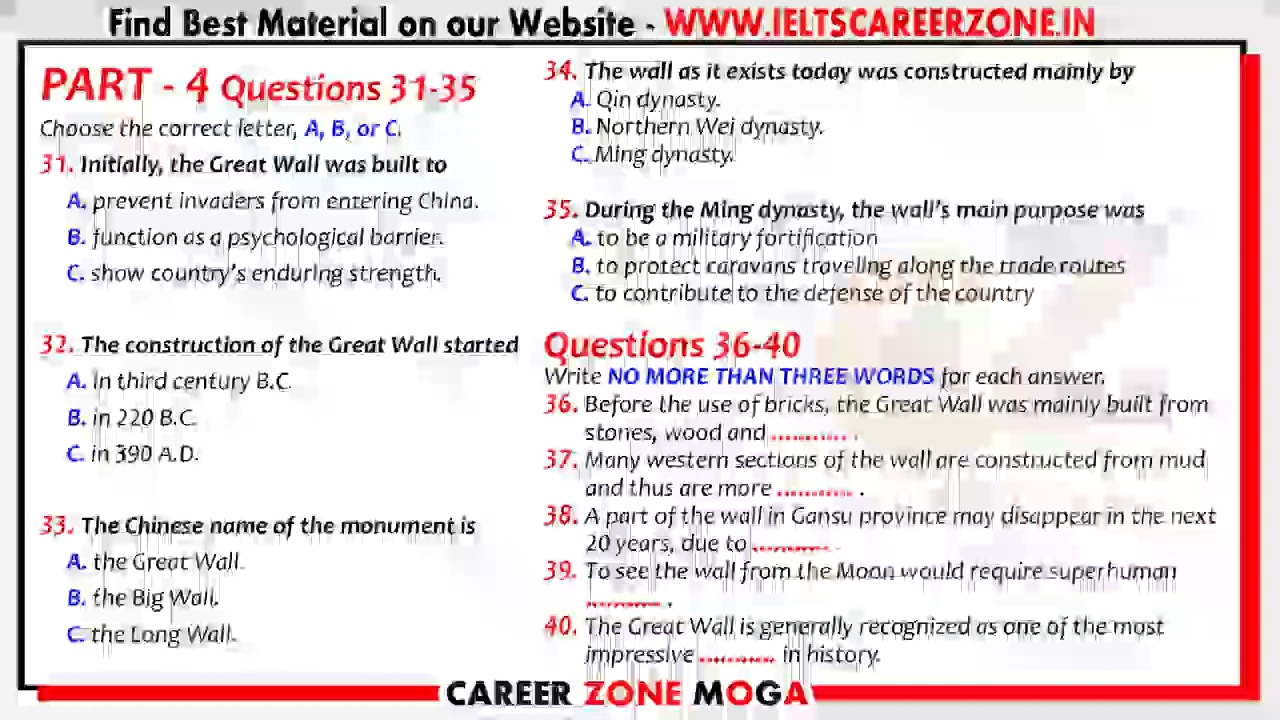 Find Best Material on our Website - WWW.IELTSCAREERZONE.IN
PART - 4 Questions 31-35
Choose the correct letter, A, B, or C.
31. Initially, the Great Wall was built to
A. prevent invaders from entering China.
B. function as a psychological barrier.
C. show country's enduring strength.
32. The construction of the Great Wall started
A. in third century B.C.
B. in 220 B.C.
C. in 390 A.D.
33. The Chinese name of the monument is
A. the Great Wall.
B. the Big Wall.
C. the Long Wall.
34. The wall as it exists today was constructed mainly by
A. Qin dynasty.
B. Northern Wei dynasty.
C. Ming dynasty.
35. During the Ming dynasty, the wall's main purpose was
A. to be a military fortification
B. to protect caravans traveling along the trade routes
C. to contribute to the defense of the country
Questions 36-40
Write NO MORE THAN THREE WORDS for each answer.
36. Before the use of bricks, the Great Wall was mainly built from
stones, wood and ........... .
37. Many western sections of the wall are constructed from mud
and thus are more ........... .
38. A part of the wall in Gansu province may disappear in the next
20 years, due to ........... .
39. To see the wall from the Moon would require superhuman
........... .
40. The Great Wall is generally recognized as one of the most
impressive ........... in history.
CAREER ZONE MOGA